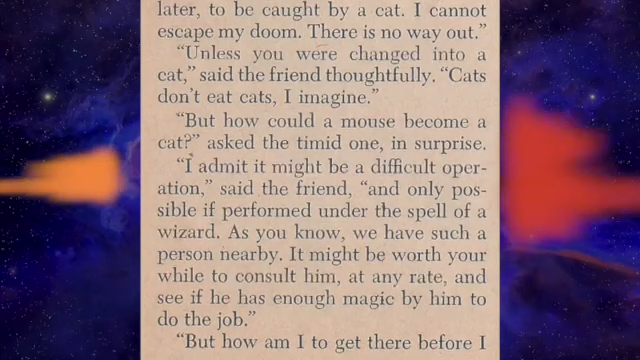 later, to be caught by a cat. I cannot
escape my doom. There is no way out.”
“Unless you were changed into a
cat,” said the friend thoughtfully. “Cats
don’t eat cats, I imagine.”
“But how could a mouse become a
cat?” asked the timid one, in surprise.
“I admit it might be a difficult oper-
ation,” said the friend, “and only pos-
sible if performed under the spell of a
wizard. As you know, we have such a
person nearby. It might be worth your
while to consult him, at any rate, and
see if he has enough magic by him to
do the job.”
“But how am I to get there before I